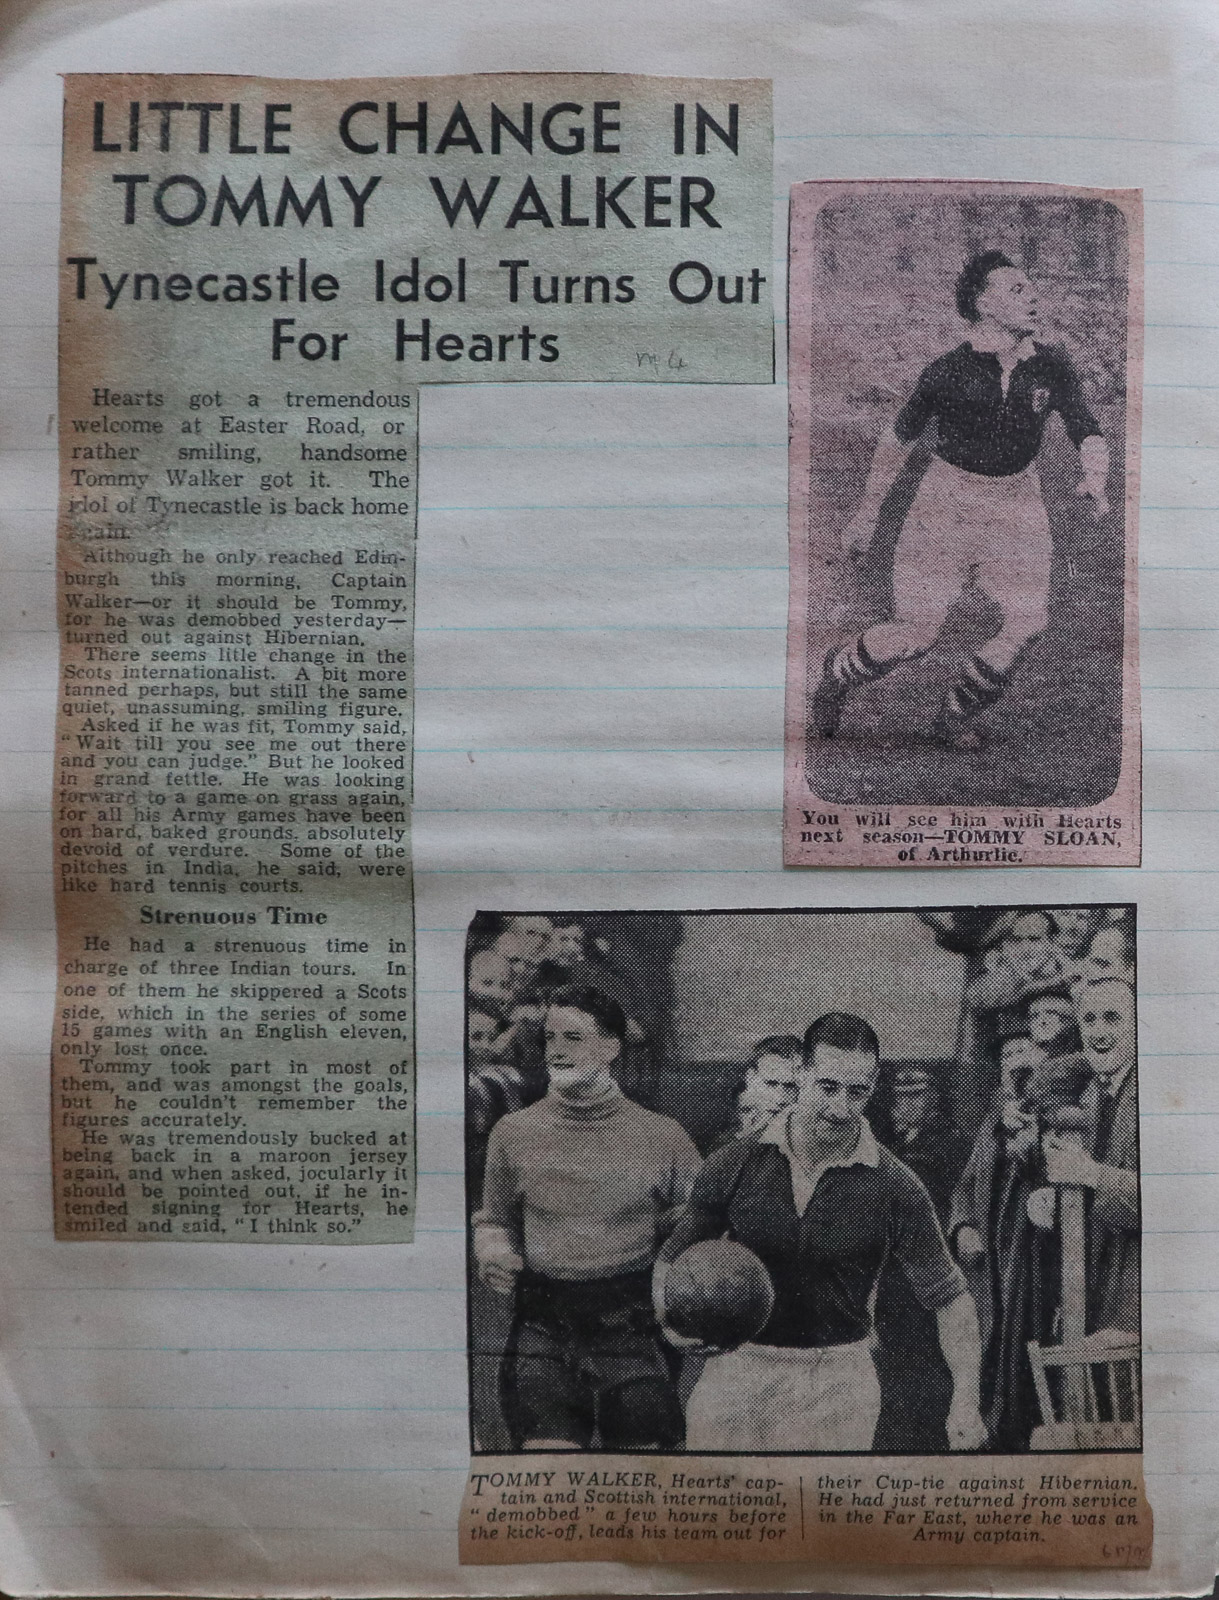 LITTLE CHANGE IN
TOMMY WALKER
Tynecastle Idol Turns Out
For Hearts
Hearts got a tremendous
welcome at Easter Road, or
rather smiling, handsome
Tommy Walker got it. The
idol of Tynecastle is back home
again.
Although he only reached Edin-
burgh this morning, Captain
Walker—or it should be Tommy,
for he was demobbed yesterday—
turned out against Hibernian.
There seems little change in the
Scots internationalist. A bit more
tanned perhaps, but still the same
quiet, unassuming, smiling figure.
Asked if he was fit, Tommy said,
"Wait till you see me out there
and you can judge." But he looked
in grand fettle. He was looking
forward to a game on grass again,
for all his Army games have been
on hard, baked grounds, absolutely
devoid of verdure. Some of the
pitches in India, he said, were
like hard tennis courts.
Strenuous Time
He had a strenuous time in
charge of three Indian tours. In
one of them he skippered a Scots
side, which in the series of some
15 games with an English eleven,
only lost once.
Tommy took part in most of
them, and was amongst the goals,
but he couldn't remember the
figures accurately.
He was tremendously bucked at
being back in a maroon jersey
again, and when asked, jocularly it
should be pointed out, if he in-
tended signing for Hearts, he
smiled and said, "I think so."
You will see him with Hearts
next season—TOMMY SLOAN,
of Arthurlie.
TOMMY WALKER, Hearts' cap-
tain and Scottish international,
"demobbed" a few hours before
the kick-off, leads his team out for
their Cup-tie against Hibernian.
He had just returned from service
in the Far East, where he was an
Army captain.